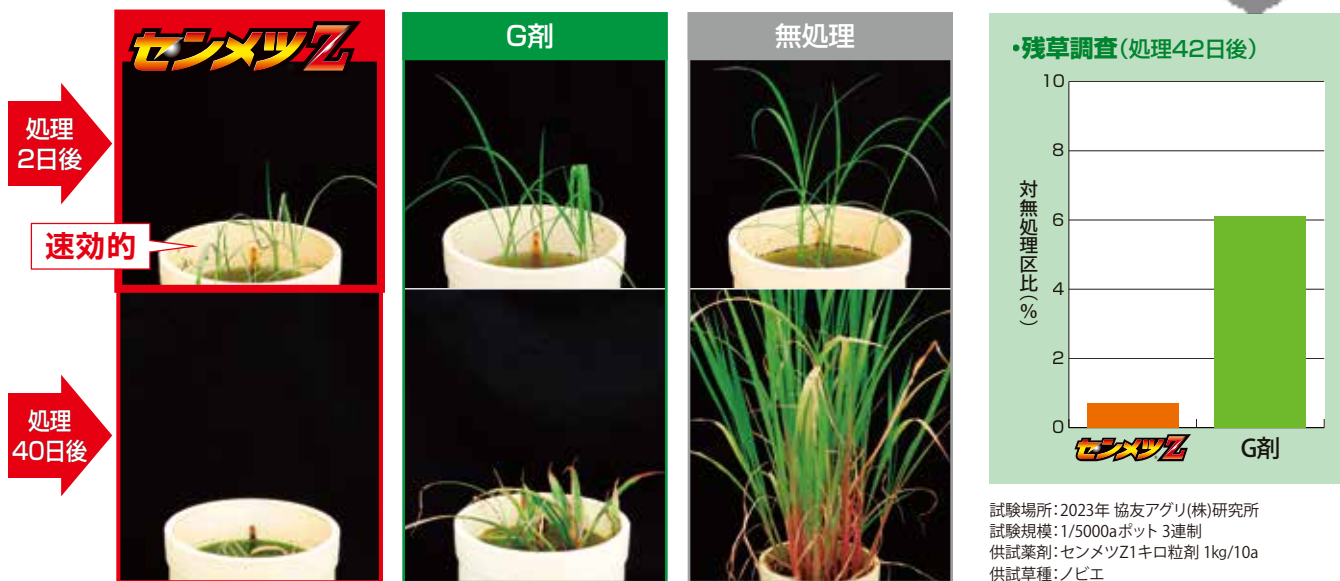 センメツZ
G剤
無処理
処理
2日後
速効的
処理
40日後
・残草調査(処理42日後)
対無処理区比(%)
10
8
6
4
2
0
センメツZ
G剤
試験場所：2023年 協友アグリ(株)研究所
試験規模：1/5000aポット 3連制
供試薬剤：センメツZ1キロ粒剤 1kg/10a
供試草種：ノビエ